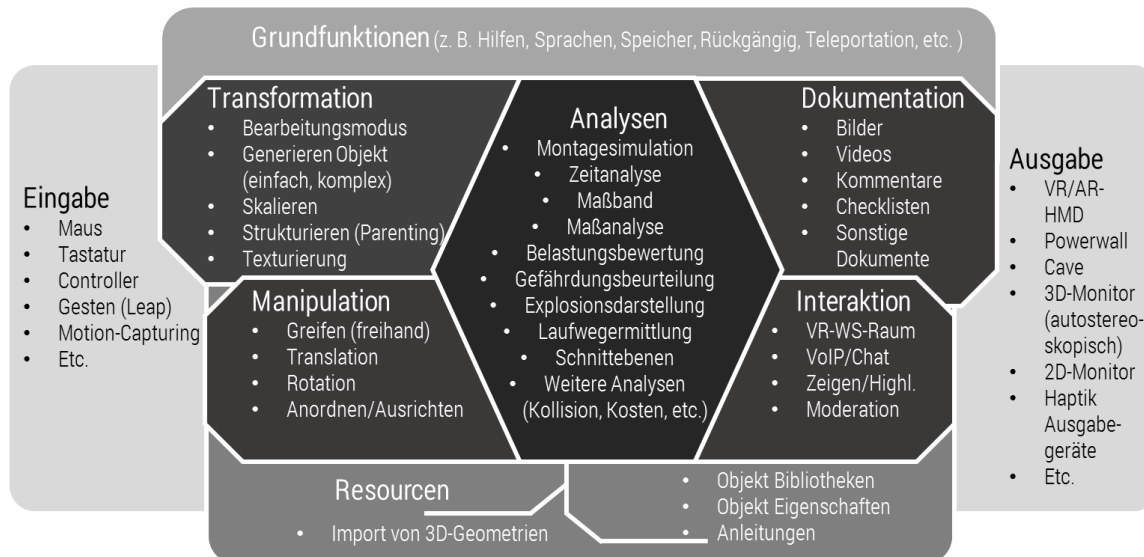 Grundfunktionen (z. B. Hilfen, Sprachen, Speicher, Rückgängig, Teleportation, etc. )
Eingabe
• Maus
• Tastatur
• Controller
• Gesten (Leap)
• Motion-Capturing
• Etc.
Transformation
• Bearbeitungsmodus
• Generieren Objekt
(einfach, komplex)
• Skalieren
• Strukturieren (Parenting)
• Texturierung
Manipulation
• Greifen (freihand)
• Translation
• Rotation
• Anordnen/Ausrichten
Analysen
• Montagesimulation
• Zeitanalyse
• Maßband
• Maßanalyse
• Belastungsbewertung
• Gefährdungsbeurteilung
• Explosionsdarstellung
• Laufwegermittlung
• Schnittebenen
• Weitere Analysen
(Kollision, Kosten, etc.)
Dokumentation
• Bilder
• Videos
• Kommentare
• Checklisten
• Sonstige
Dokumente
Interaktion
• VR-WS-Raum
• VoIP/Chat
• Zeigen/Highl.
• Moderation
Ausgabe
• VR/AR-
HMD
• Powerwall
• Cave
• 3D-Monitor
(autostereo-
skopisch)
• 2D-Monitor
• Haptik
Ausgabe-
geräte
• Etc.
Resourcen
• Import von 3D-Geometrien
• Objekt Bibliotheken
• Objekt Eigenschaften
• Anleitungen